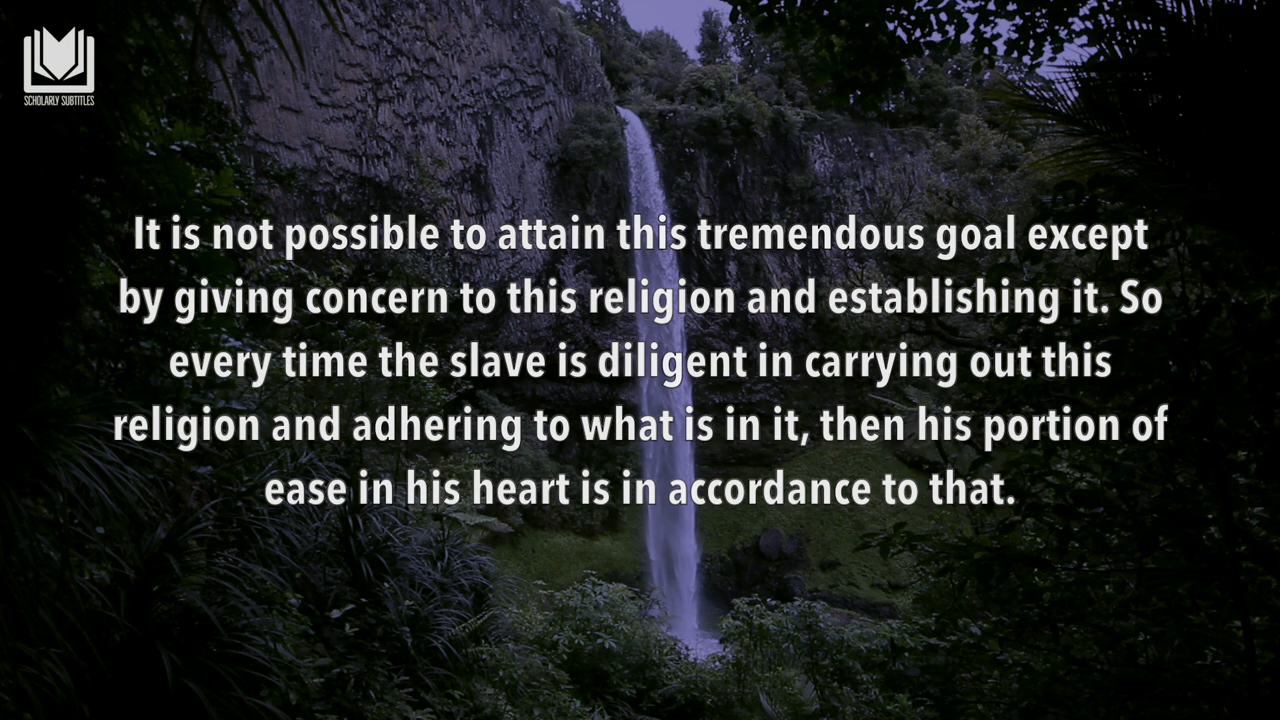 SCHOLARLY SUBTITLES
It is not possible to attain this tremendous goal except
by giving concern to this religion and establishing it. So
every time the slave is diligent in carrying out this
religion and adhering to what is in it, then his portion of
ease in his heart is in accordance to that.